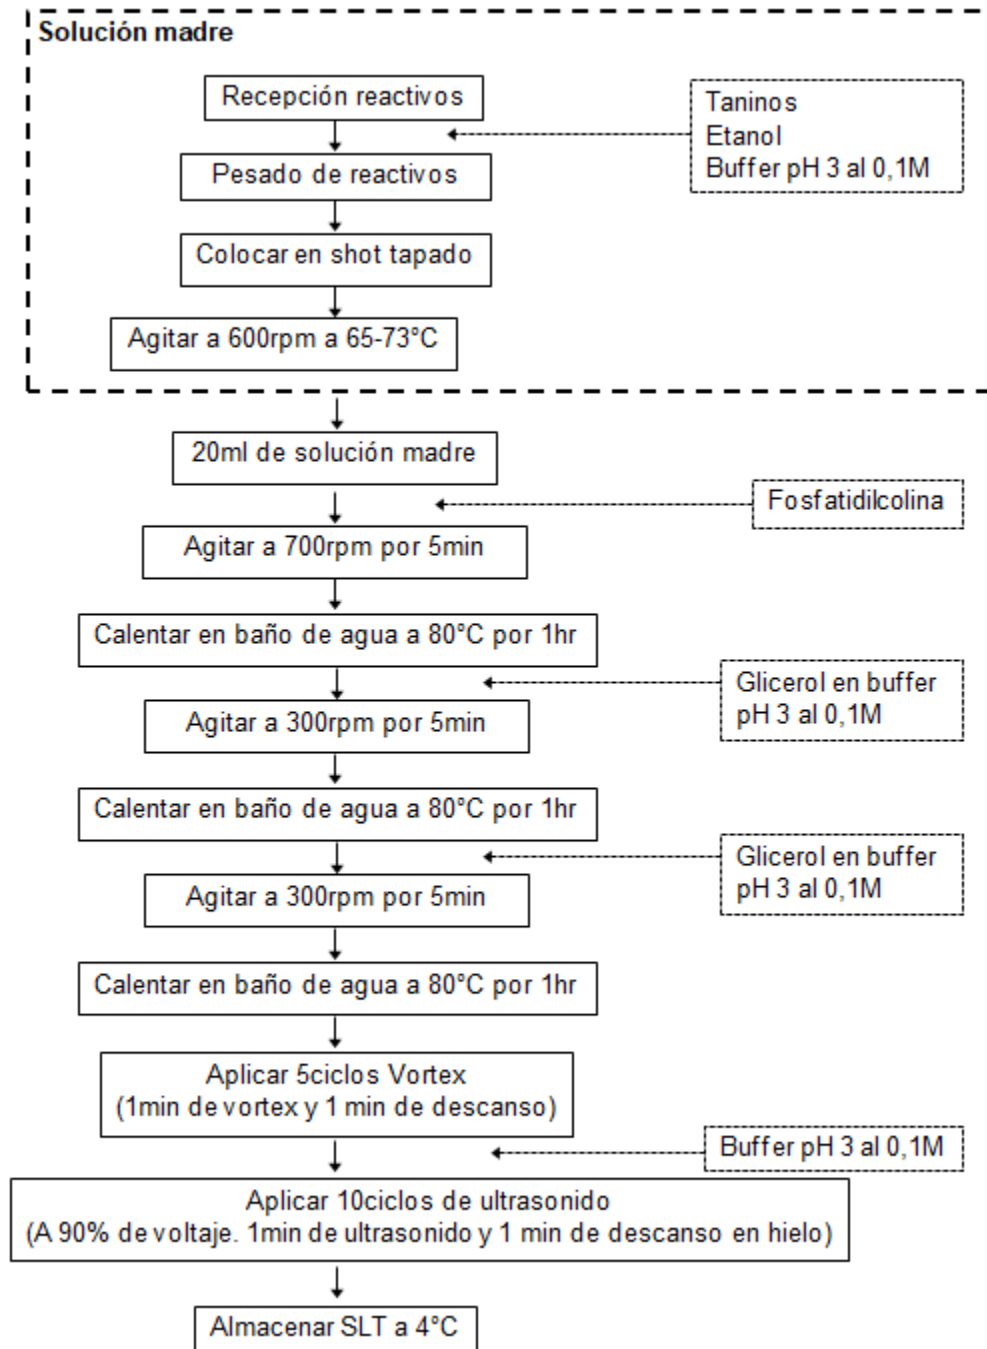 Solución madre
Recepción reactivos
Taninos
Etanol
Buffer pH 3 al 0,1M
Pesado de reactivos
Colocar en shot tapado
Agitar a 600rpm a 65-73°C
20ml de solución madre
Fosfatidilcolina
Agitar a 700rpm por 5min
Calentar en baño de agua a 80°C por 1hr
Glicerol en buffer
pH 3 al 0,1M
Agitar a 300rpm por 5min
Calentar en baño de agua a 80°C por 1hr
Glicerol en buffer
pH 3 al 0,1M
Agitar a 300rpm por 5min
Calentar en baño de agua a 80°C por 1hr
Aplicar 5ciclos Vortex
(1min de vortex y 1 min de descanso)
Buffer pH 3 al 0,1M
Aplicar 10ciclos de ultrasonido
(A 90% de voltaje. 1min de ultrasonido y 1 min de descanso en hielo)
Almacenar SLT a 4°C